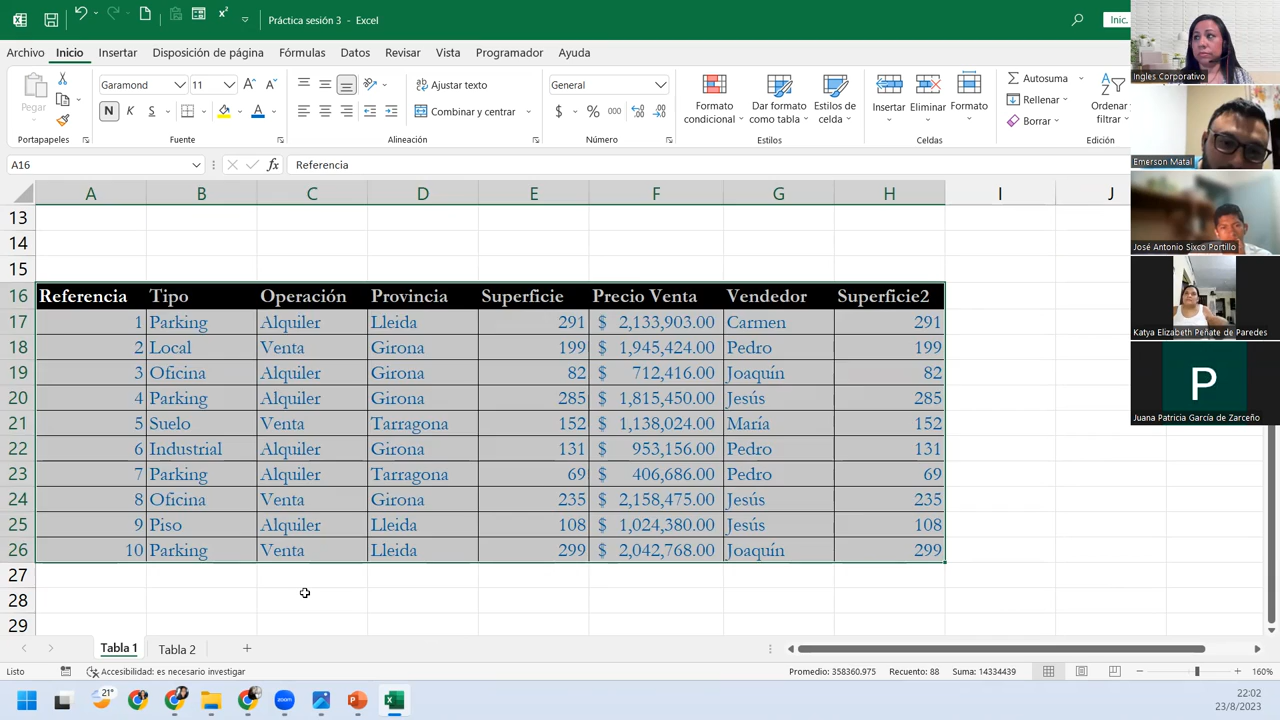 Práctica sesión 3 - Excel
Inic.
Archivo Inicio Insertar Disposición de página Fórmulas Datos Revisar Vista Ayuda
Pegar
Garamond 11
N K S
Combinar y centrar
General
$ %
Formato condicional
Dar formato como tabla
Estilos de celda
Insertar
Eliminar
Formato
Autosuma
Rellenar
Borrar
Ordenar
filtrar
Portapapeles Fuente Alineación Número Estilos Celdas Edición
A16 fx Referencia
A B C D E F G H I J
13
14
15
16 Referencia Tipo Operación Provincia Superficie Precio Venta Vendedor Superficie2
17 1 Parking Alquiler Lleida 291 $ 2,133,903.00 Carmen 291
18 2 Local Venta Girona 199 $ 1,945,424.00 Pedro 199
19 3 Oficina Alquiler Girona 82 $ 712,416.00 Joaquín 82
20 4 Parking Alquiler Girona 285 $ 1,815,450.00 Jesús 285
21 5 Suelo Venta Tarragona 152 $ 1,138,024.00 María 152
22 6 Industrial Alquiler Girona 131 $ 953,156.00 Pedro 131
23 7 Parking Alquiler Tarragona 69 $ 406,686.00 Pedro 69
24 8 Oficina Venta Girona 235 $ 2,158,475.00 Jesús 235
25 9 Piso Alquiler Lleida 108 $ 1,024,380.00 Jesús 108
26 10 Parking Venta Lleida 299 $ 2,042,768.00 Joaquín 299
27
28
29
Tabla 1 Tabla 2 +
Listo Accesibilidad: es necesario investigar Promedio: 358360.975 Recuento: 88 Suma: 14334439 160%
21°
zoom
22:02
23/8/2023
Ingles Corporativo
Emerson Matal
José Antonio Sixco Portillo
Katya Elizabeth Peñate de Paredes
P
Juana Patricia García de Zarceño